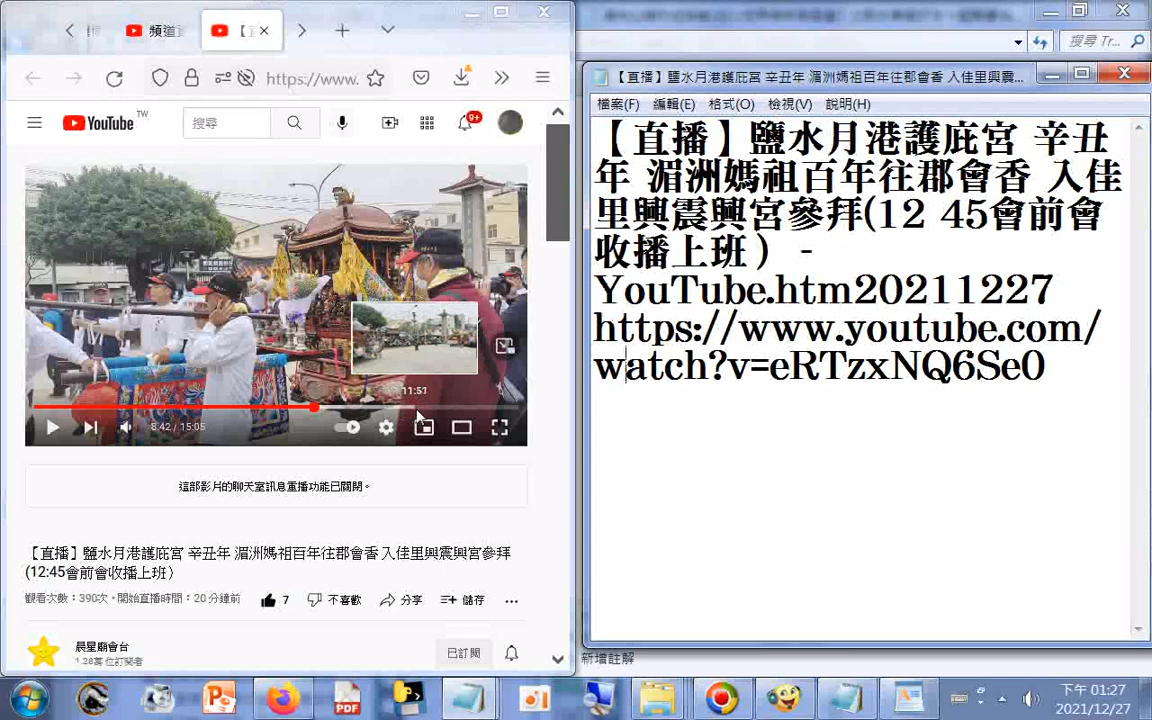 頻道
【直
https://www.
YouTube TW
搜尋
9+
11:51
8:42 / 15:05
這部影片的聊天室訊息重播功能已關閉。
【直播】鹽水月港護庇宮 辛丑年 湄洲媽祖百年往郡會香 入佳里興震興宮參拜
(12:45會前會收播上班）
觀看次數：390次・開始直播時間：20 分鐘前
7
不喜歡
分享
儲存
晨星廟會台
1.28萬 位訂閱者
已訂閱
搜尋 Tr...
【直播】鹽水月港護庇宮 辛丑年 湄洲媽祖百年往郡會香 入佳里興震...
檔案(F) 編輯(E) 格式(O) 檢視(V) 說明(H)
【直播】鹽水月港護庇宮 辛丑
年 湄洲媽祖百年往郡會香 入佳
里興震興宮參拜(12 45會前會
收播上班） -
YouTube.htm20211227
https://www.youtube.com/
watch?v=eRTzxNQ6Se0
新增註解
PDF
下午 01:27
2021/12/27